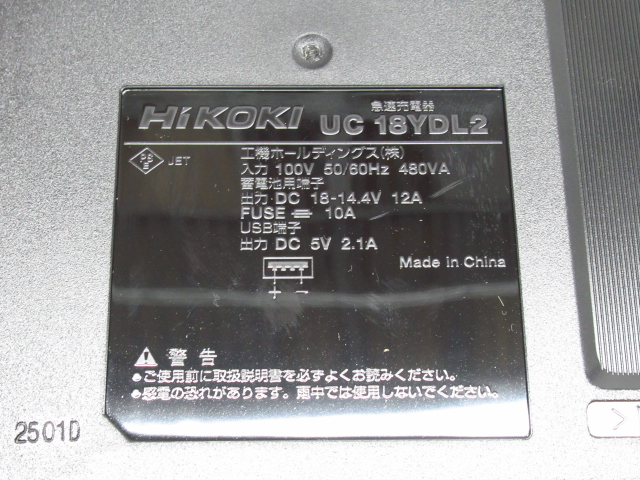 急速充電器
HiKOKI UC 18YDL2
PS
E
JET
工機ホールディングス(株)
入力 100V 50/60Hz 480VA
蓄電池用端子
出力 DC 18-14.4V 12A
FUSE 10A
USB端子
出力 DC 5V 2.1A
+ -
Made in China
警告
●ご使用前に取扱説明書を必ずよくお読みください。
●感電の恐れがあります。雨中では使用しないでください。
2501D